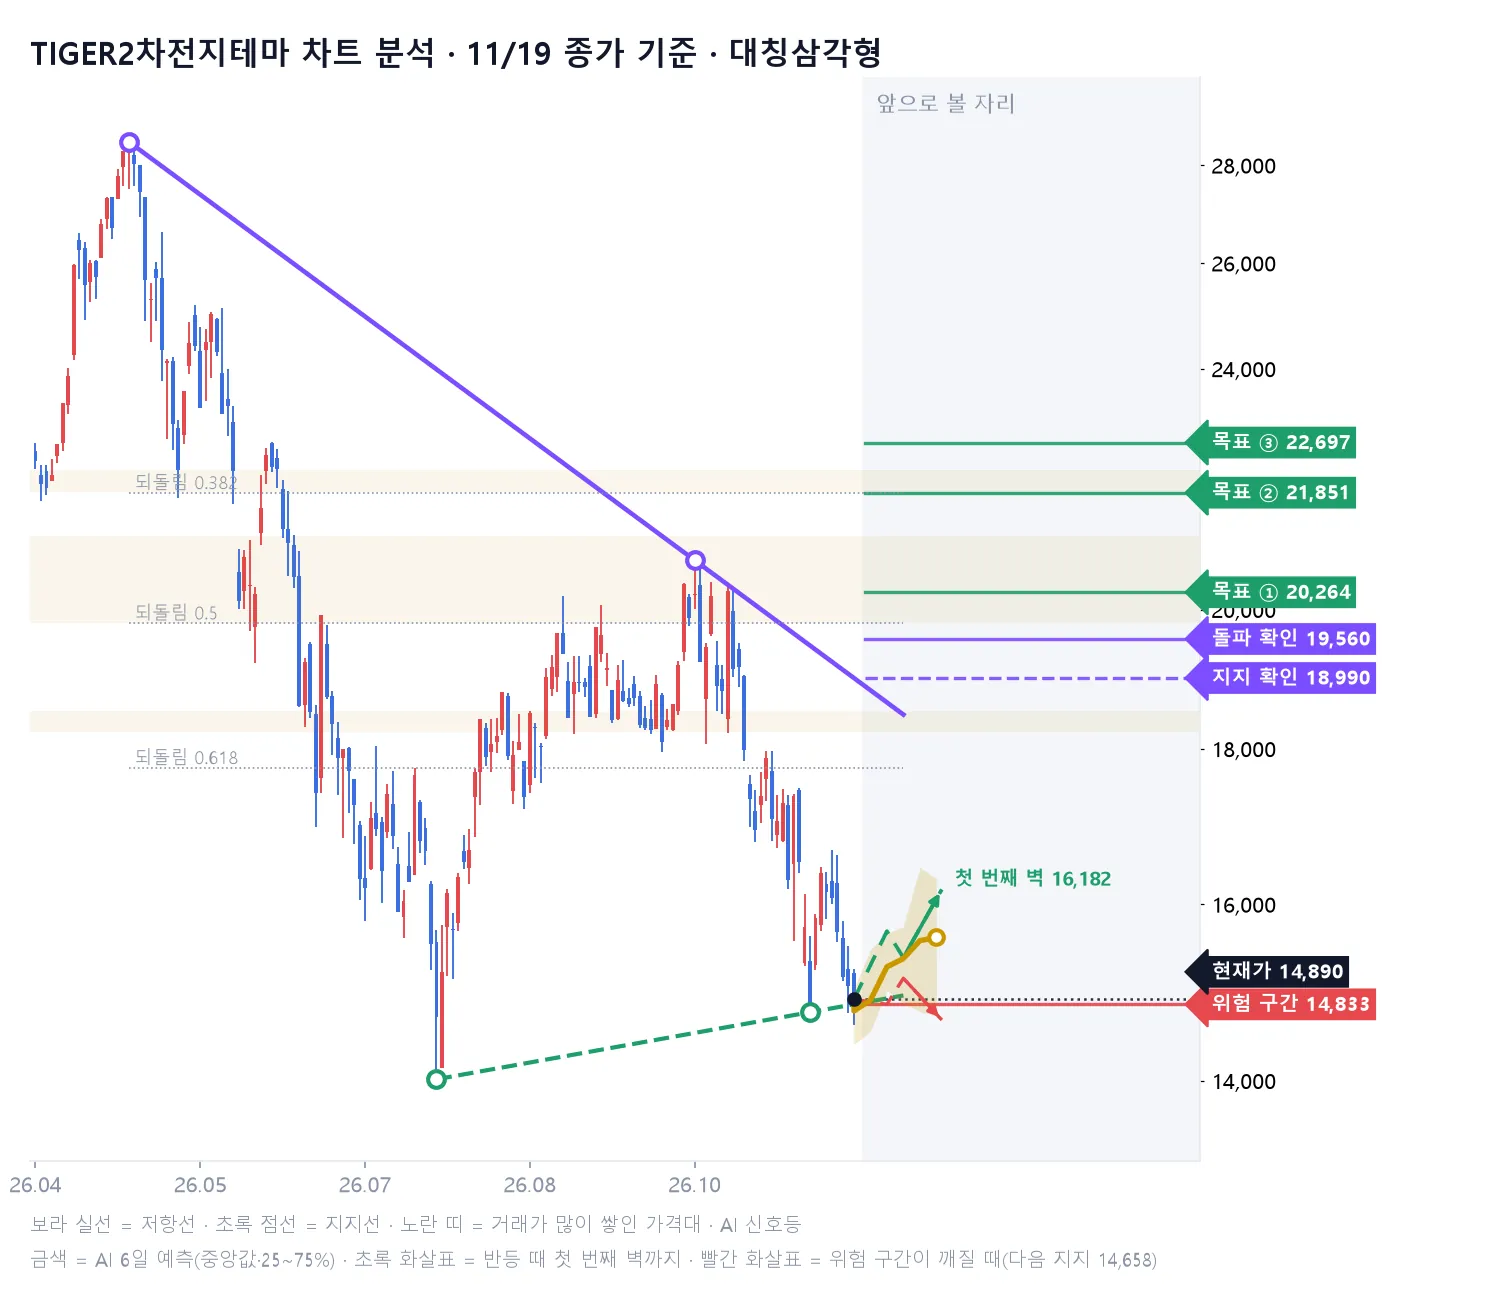 TIGER2차전지테마 차트 분석 · 11/19 종가 기준 · 대칭삼각형
앞으로 볼 자리
28,000
26,000
24,000
목표 ③ 22,697
되돌림 0.382
목표 ② 21,851
목표 ① 20,264
되돌림 0.5
20,000
돌파 확인 19,560
지지 확인 18,990
되돌림 0.618
18,000
첫 번째 벽 16,182
16,000
현재가 14,890
위험 구간 14,833
14,000
26.04 26.05 26.07 26.08 26.10
보라 실선 = 저항선 · 초록 점선 = 지지선 · 노란 띠 = 거래가 많이 쌓인 가격대 · AI 신호등
금색 = AI 6일 예측(중앙값·25~75%) · 초록 화살표 = 반등 때 첫 번째 벽까지 · 빨간 화살표 = 위험 구간이 깨질 때(다음 지지 14,658)